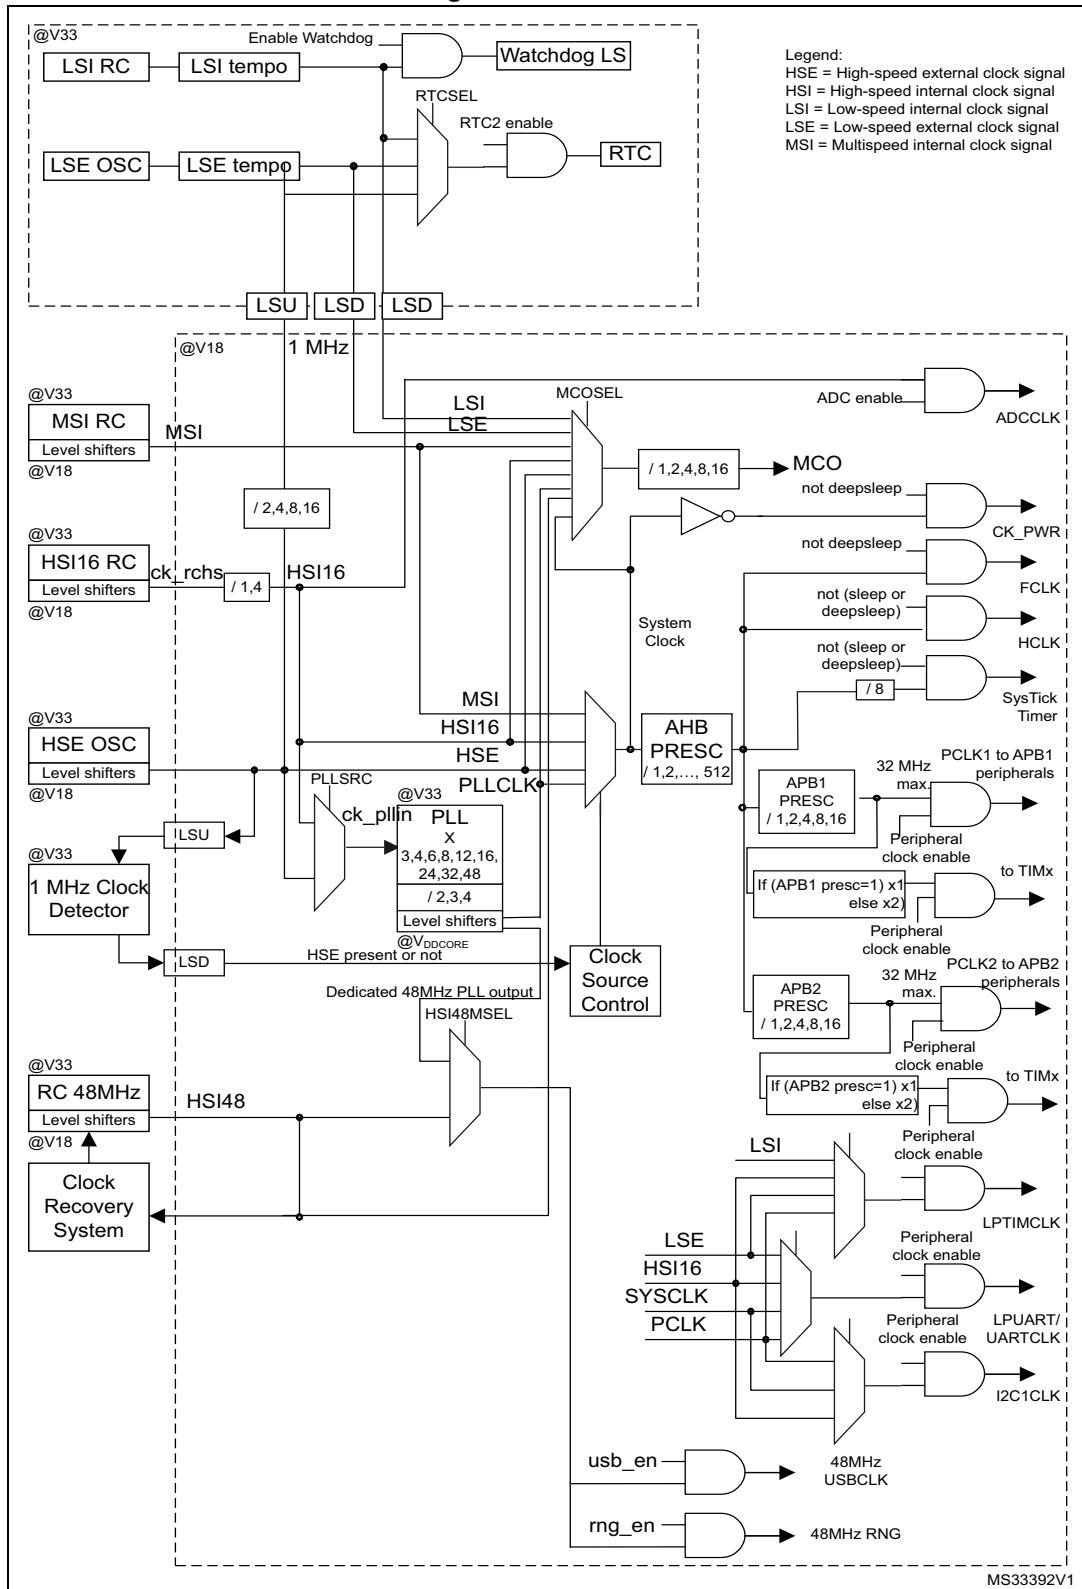 @V33
Enable Watchdog
Watchdog LS
LSI RC
LSI tempo
Legend:
HSE = High-speed external clock signal
HSI = High-speed internal clock signal
LSI = Low-speed internal clock signal
LSE = Low-speed external clock signal
MSI = Multispeed internal clock signal
RTCSEL
RTC2 enable
LSE OSC
LSE tempo
RTC
LSU
LSD
LSD
@V18
1 MHz
@V33
MSI RC
Level shifters
@V18
MSI
LSI
LSE
MCOSEL
ADC enable
ADCCLK
/ 1,2,4,8,16
MCO
/ 2,4,8,16
not deepsleep
CK_PWR
@V33
HSI16 RC
Level shifters
@V18
ck_rchs
/ 1,4
HSI16
not deepsleep
FCLK
not (sleep or
deepsleep)
HCLK
System
Clock
not (sleep or
deepsleep)
/ 8
SysTick
Timer
MSI
HSI16
HSE
PLLCLK
AHB
PRESC
/ 1,2,..., 512
@V33
HSE OSC
Level shifters
@V18
PLLSRC
ck_pllin
@V33
PLL
X
3,4,6,8,12,16,
24,32,48
/ 2,3,4
Level shifters
@VDDCORE
APB1
PRESC
/ 1,2,4,8,16
32 MHz
max.
PCLK1 to APB1
peripherals
Peripheral
clock enable
If (APB1 presc=1) x1
else x2)
to TIMx
Peripheral
clock enable
LSU
@V33
1 MHz Clock
Detector
LSD
HSE present or not
Clock
Source
Control
Dedicated 48MHz PLL output
HSI48MSEL
APB2
PRESC
/ 1,2,4,8,16
32 MHz
max.
PCLK2 to APB2
peripherals
Peripheral
clock enable
If (APB2 presc=1) x1
else x2)
to TIMx
Peripheral
clock enable
@V33
RC 48MHz
Level shifters
@V18
HSI48
Clock
Recovery
System
LSI
LPTIMCLK
LSE
HSI16
SYSCLK
PCLK
Peripheral
clock enable
LPUART/
UARTCLK
Peripheral
clock enable
I2C1CLK
usb_en
48MHz
USBCLK
rng_en
48MHz RNG
MS33392V1